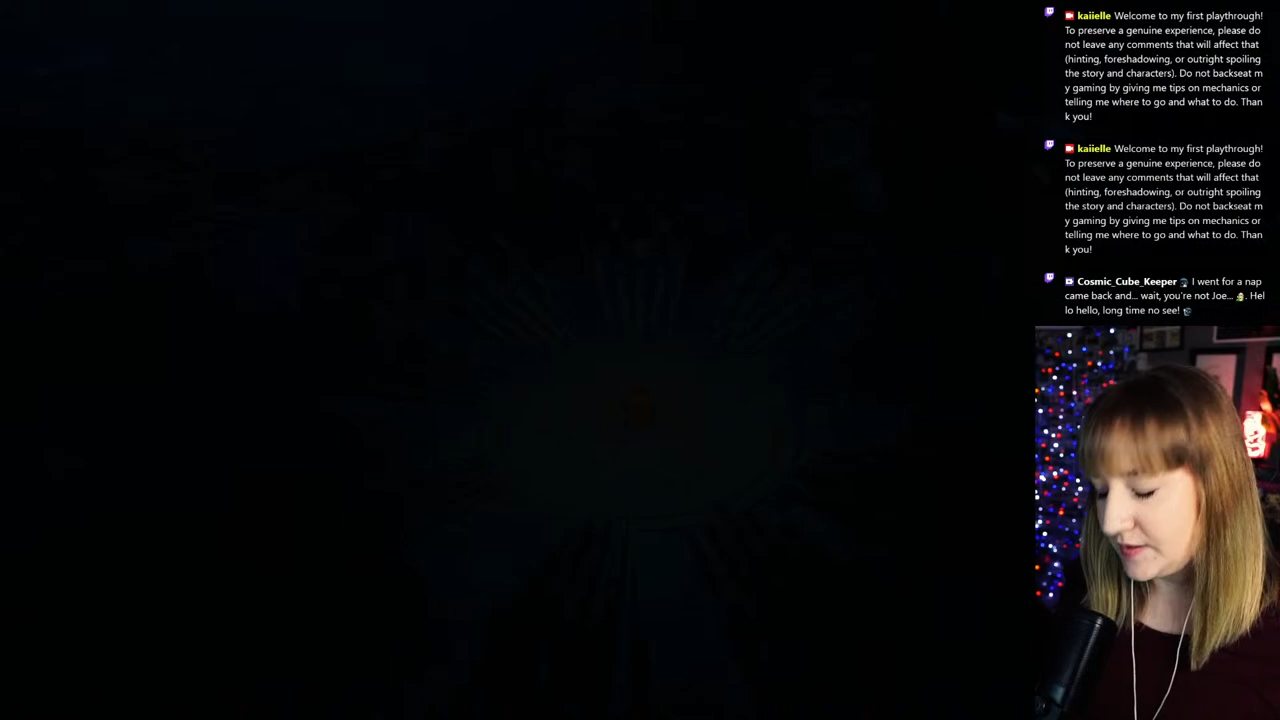 kaiielle Welcome to my first playthrough!
To preserve a genuine experience, please do
not leave any comments that will affect that
(hinting, foreshadowing, or outright spoiling
the story and characters). Do not backseat m
y gaming by giving me tips on mechanics or
telling me where to go and what to do. Than
k you!
kaiielle Welcome to my first playthrough!
To preserve a genuine experience, please do
not leave any comments that will affect that
(hinting, foreshadowing, or outright spoiling
the story and characters). Do not backseat m
y gaming by giving me tips on mechanics or
telling me where to go and what to do. Than
k you!
Cosmic_Cube_Keeper I went for a nap
came back and... wait, you're not Joe... . Hel
lo hello, long time no see!